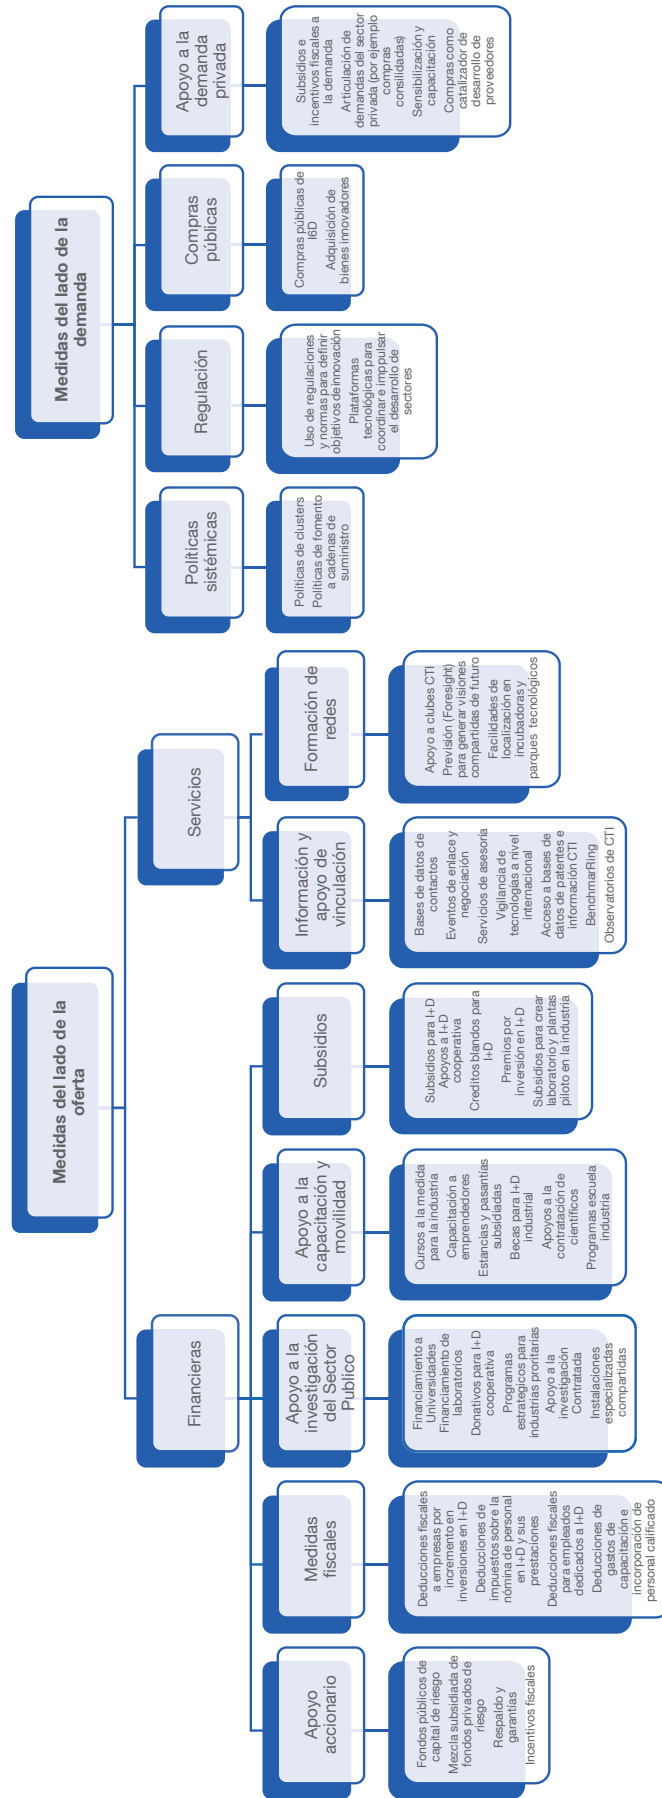 Medidas del lado de la
oferta
Financieras
Apoyo
accionario
Fondos públicos de
capital de riesgo
Mezcla subsidiada de
fondos privados de
riesgo
Respaldo y
garantías
Incentivos fiscales
Medidas
fiscales
Deducciones fiscales
a empresas por
incremento en
inversiones en I+D
Deducciones de
impuestos sobre la
nómina de personal
en I+D y sus
prestaciones
Deducciones fiscales
para empleados
dedicados a I+D
Deducciones de
gastos de
capacitación e
incorporación de
personal calificado
Apoyo a la
investigación
del Sector
Publico
Financiamiento a
Universidades
Financiamiento de
laboratorios
Donativos para I+D
cooperativa
Programas
estrategicos para
industrias proritarias
Apoyo a la
investigación
Contratada
Instalaciones
especializadas
compartidas
Apoyo a la
capacitación y
movilidad
Cursos a la medida
para la industria
Capacitación a
emprendedores
Estancias y pasantías
subsidiadas
Becas para I+D
industrial
Apoyos a la
contratación de
científicos
Programas escuela
industria
Subsidios
Subsidios para I+D
Apoyos a I+D
cooperativa
Creditos blandos para
I+D
Premios por
inversión en I+D
Subsidios para crear
laboratorio y plantas
piloto en la industria
Servicios
Información y
apoyo de
vinculación
Bases de datos de
contactos
Eventos de enlace y
negociación
Servicios de asesoría
Vigilancia de
tecnologías a nivel
internacional
Acceso a bases de
datos de patentes e
información CTI
BenchmarRing
Observatorios de CTI
Formación de
redes
Apoyo a clubes CTI
Previsión (Foresight)
para generar visiones
compartidas de futuro
Facilidades de
localización en
incubadoras y
parques tecnológicos
Medidas del lado de la
demanda
Políticas
sistémicas
Políticas de clusters
Políticas de fomento
a cadenas de
suministro
Regulación
Uso de regulaciones
y normas para definir
objetivos de innovación
Plataformas
tecnológicas para
coordinar e imppulsar
el desarrollo de
sectores
Compras
públicas
Compras públicas de
I6D
Adquisición de
bienes innovadores
Apoyo a la
demanda
privada
Subsidios e
incentivos fiscales a
la demanda
Articulación de
demandas del sector
privada (por ejemplo
compras
consilidadas)
Sensibilización y
capacitación
Compras como
catalizador de
desarrollo de
proveedores